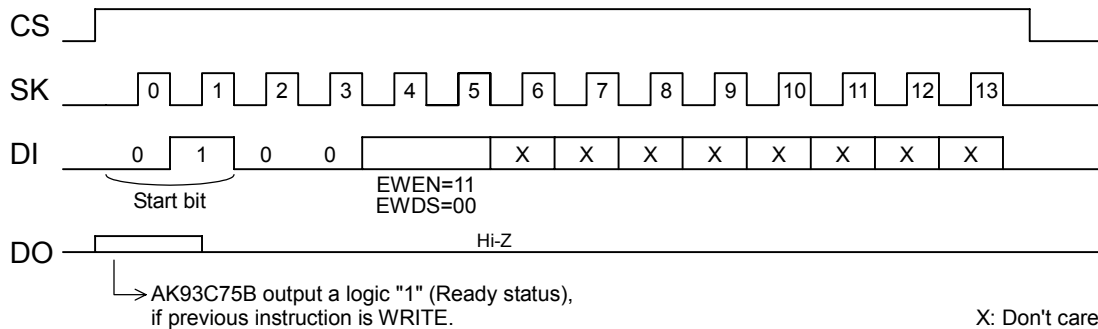 CS
SK 0 1 2 3 4 5 6 7 8 9 10 11 12 13
DI 0 1 0 0 X X X X X X X X
Start bit
EWEN=11
EWDS=00
DO Hi-Z
AK93C75B output a logic "1" (Ready status),
if previous instruction is WRITE. X: Don't care